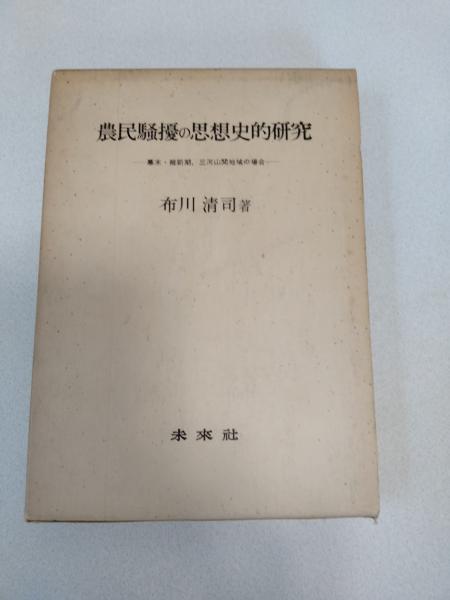 農民騒擾の思想史的研究
―幕末・維新期、三河山間地域の場合―
布川清司著
未來社